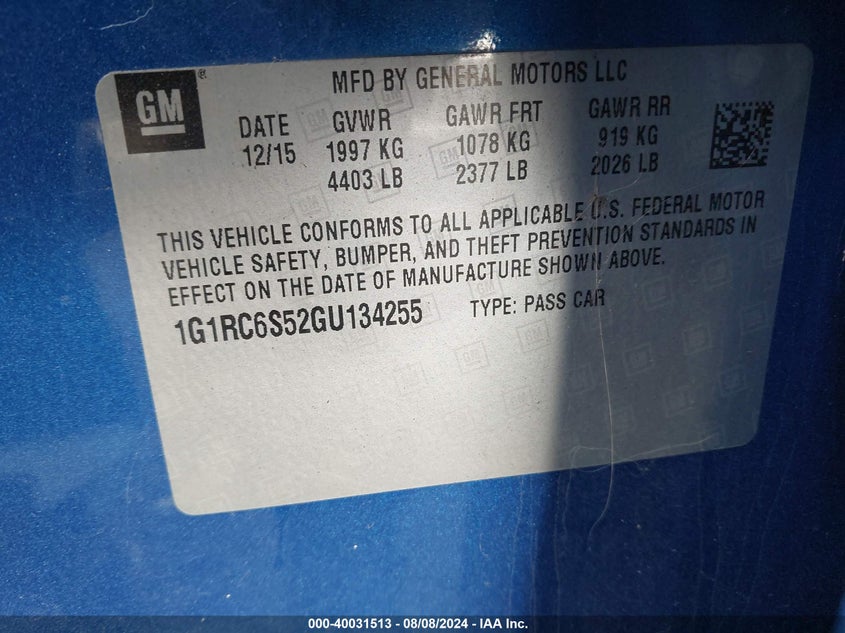 GM®
MFD BY GENERAL MOTORS LLC
DATE GVWR GAWR FRT GAWR RR
12/15 1997 KG 1078 KG 919 KG
4403 LB 2377 LB 2026 LB
THIS VEHICLE CONFORMS TO ALL APPLICABLE U.S. FEDERAL MOTOR
VEHICLE SAFETY, BUMPER, AND THEFT PREVENTION STANDARDS IN
EFFECT ON THE DATE OF MANUFACTURE SHOWN ABOVE.
1G1RC6S52GU134255 TYPE: PASS CAR
000-40031513 - 08/08/2024 - IAA Inc.